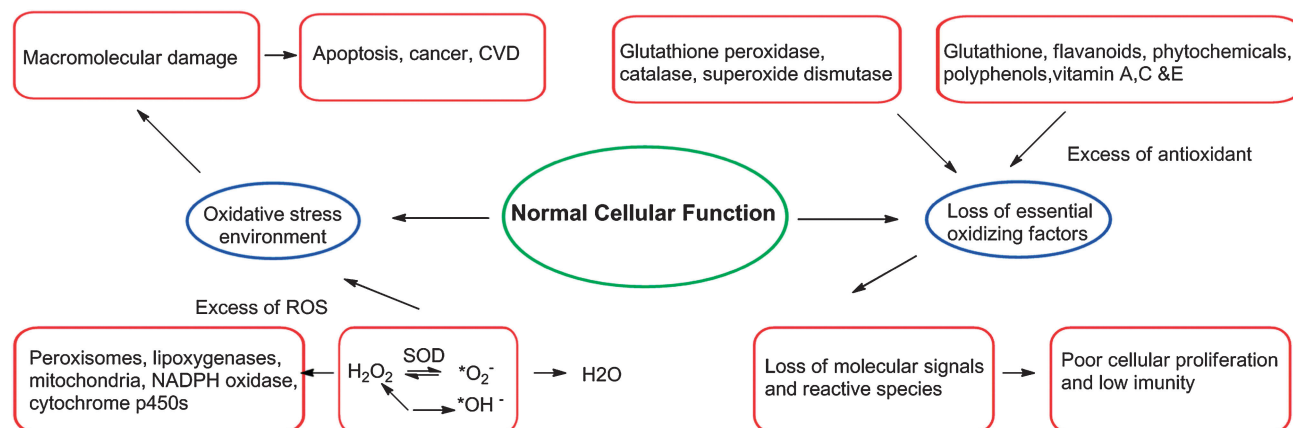 Macromolecular damage
Apoptosis, cancer, CVD
Glutathione peroxidase,
catalase, superoxide dismutase
Glutathione, flavanoids, phytochemicals,
polyphenols,vitamin A,C &E
Excess of antioxidant
Oxidative stress
environment
Normal Cellular Function
Loss of essential
oxidizing factors
Excess of ROS
Peroxisomes, lipoxygenases,
mitochondria, NADPH oxidase,
cytochrome p450s
SOD
H₂O₂ *O₂⁻
*OH⁻
H2O
Loss of molecular signals
and reactive species
Poor cellular proliferation
and low imunity